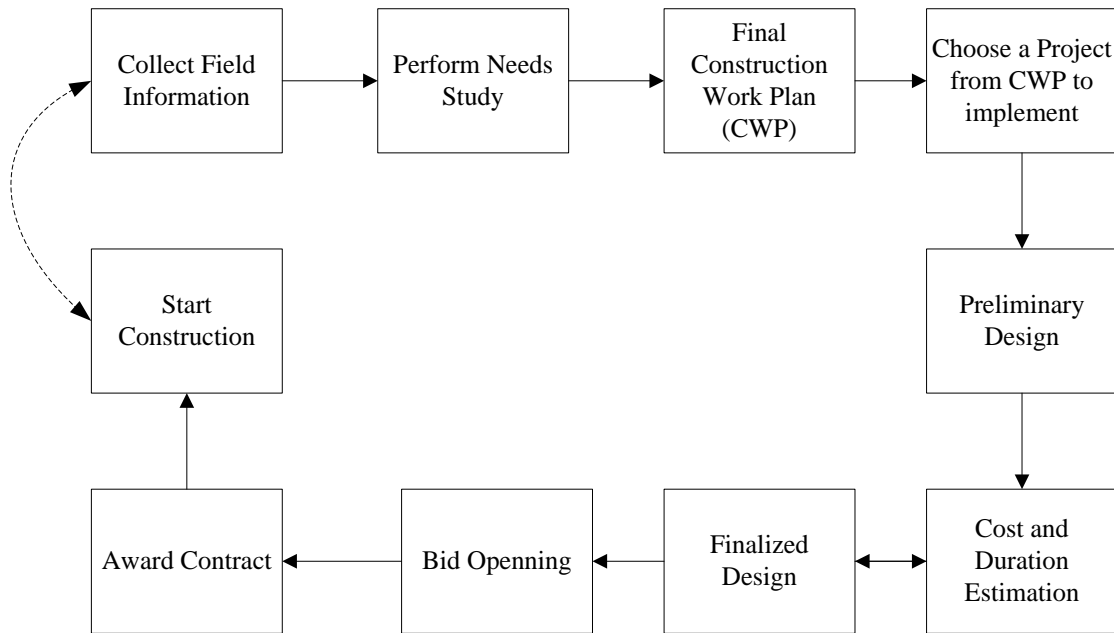 Collect Field
Information
Perform Needs
Study
Final
Construction
Work Plan
(CWP)
Choose a Project
from CWP to
implement
Preliminary
Design
Cost and
Duration
Estimation
Finalized
Design
Bid Openning
Award Contract
Start
Construction